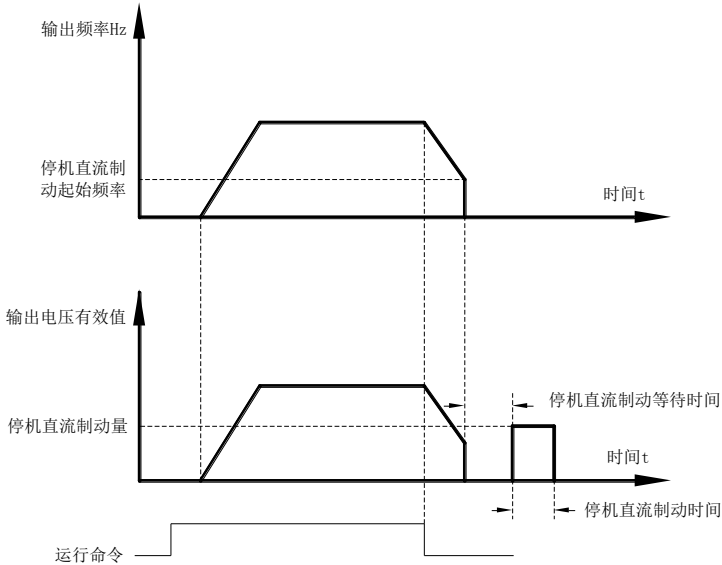 输出频率Hz
停机直流制
动起始频率
时间t
输出电压有效值
停机直流制动等待时间
停机直流制动量
时间t
停机直流制动时间
运行命令